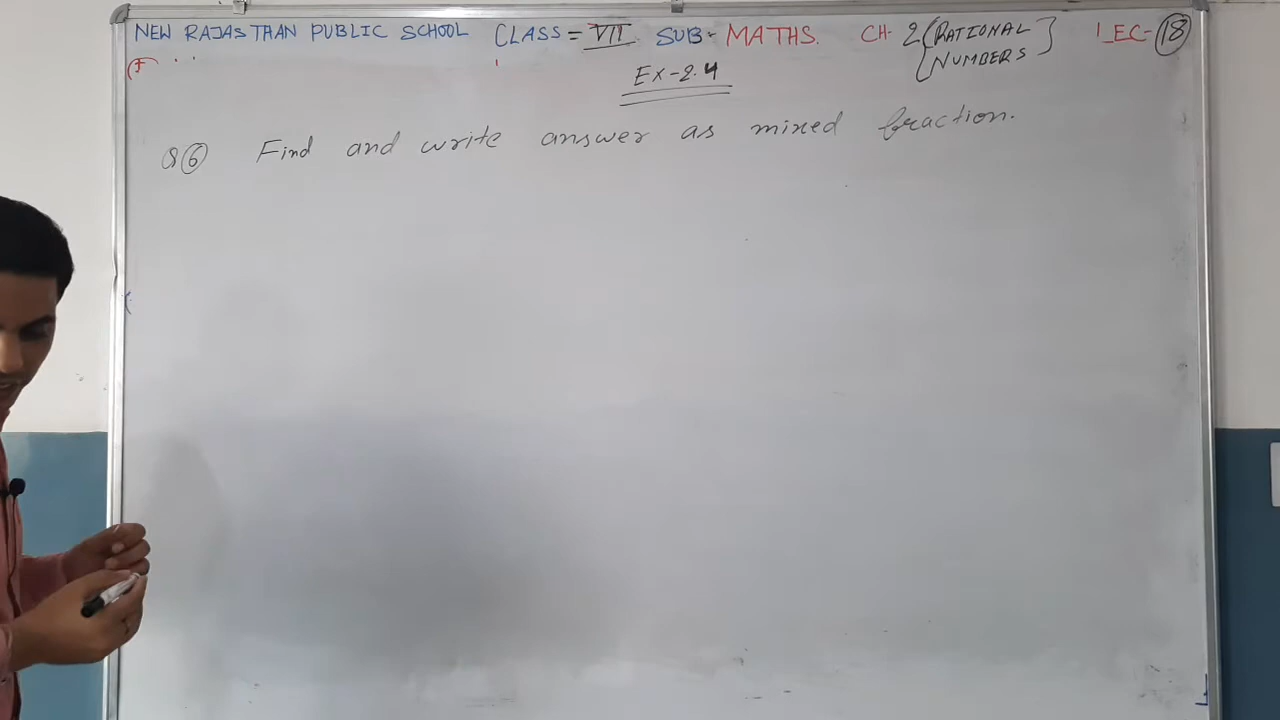 NEW RAJASTHAN PUBLIC SCHOOL CLASS = VII SUB- MATHS. CH- 2 {RATIONAL NUMBERS} LEC- 18
Ex-2.4
Q 6 Find and write answer as mixed fraction.